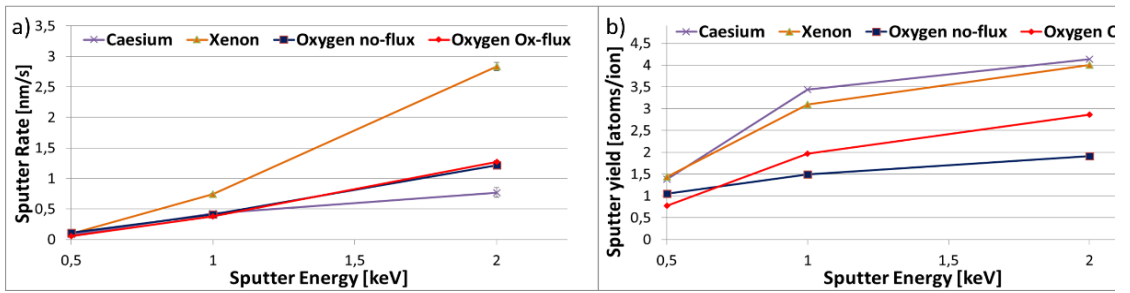 a)
Caesium Xenon Oxygen no-flux Oxygen Ox-flux
Sputter Rate [nm/s]
3,5
3
2,5
2
1,5
1
0,5
0
0,5 1 1,5 2
Sputter Energy [keV]
b)
Caesium Xenon Oxygen no-flux Oxygen O
Sputter yield [atoms/ion]
4,5
4
3,5
3
2,5
2
1,5
1
0,5
0
0,5 1 1,5 2
Sputter Energy [keV]